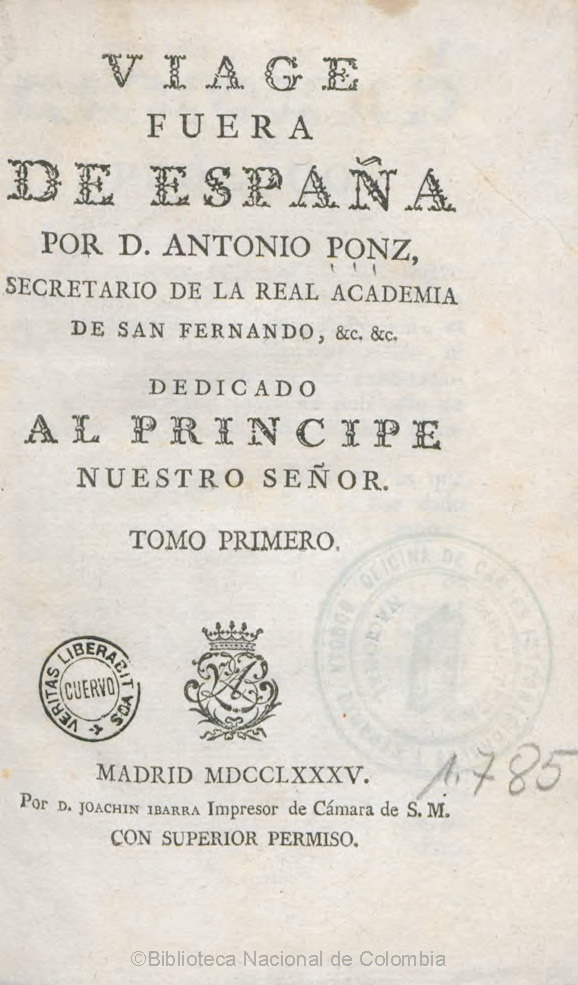 VIAGE
FUERA
DE ESPAÑA
POR D. ANTONIO PONZ,
SECRETARIO DE LA REAL ACADEMIA
DE SAN FERNANDO, &c. &c.
DEDICADO
AL PRINCIPE
NUESTRO SEÑOR.
TOMO PRIMERO.
VERITAS LIBERABIT VOS
CUERVO
MADRID MDCCLXXXV.
1.785
Por D. JOACHIN IBARRA Impresor de Cámara de S. M.
CON SUPERIOR PERMISO.
©Biblioteca Nacional de Colombia